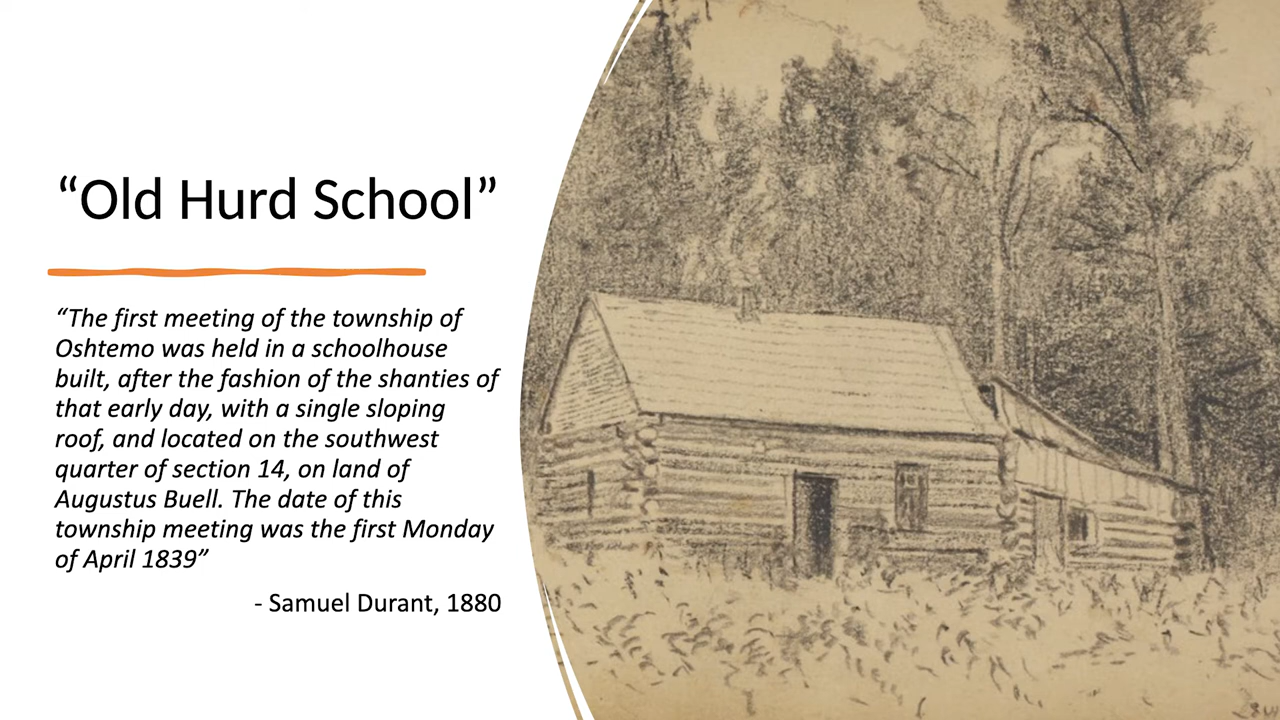 “Old Hurd School”
“The first meeting of the township of
Oshtemo was held in a schoolhouse
built, after the fashion of the shanties of
that early day, with a single sloping
roof, and located on the southwest
quarter of section 14, on land of
Augustus Buell. The date of this
township meeting was the first Monday
of April 1839”
- Samuel Durant, 1880